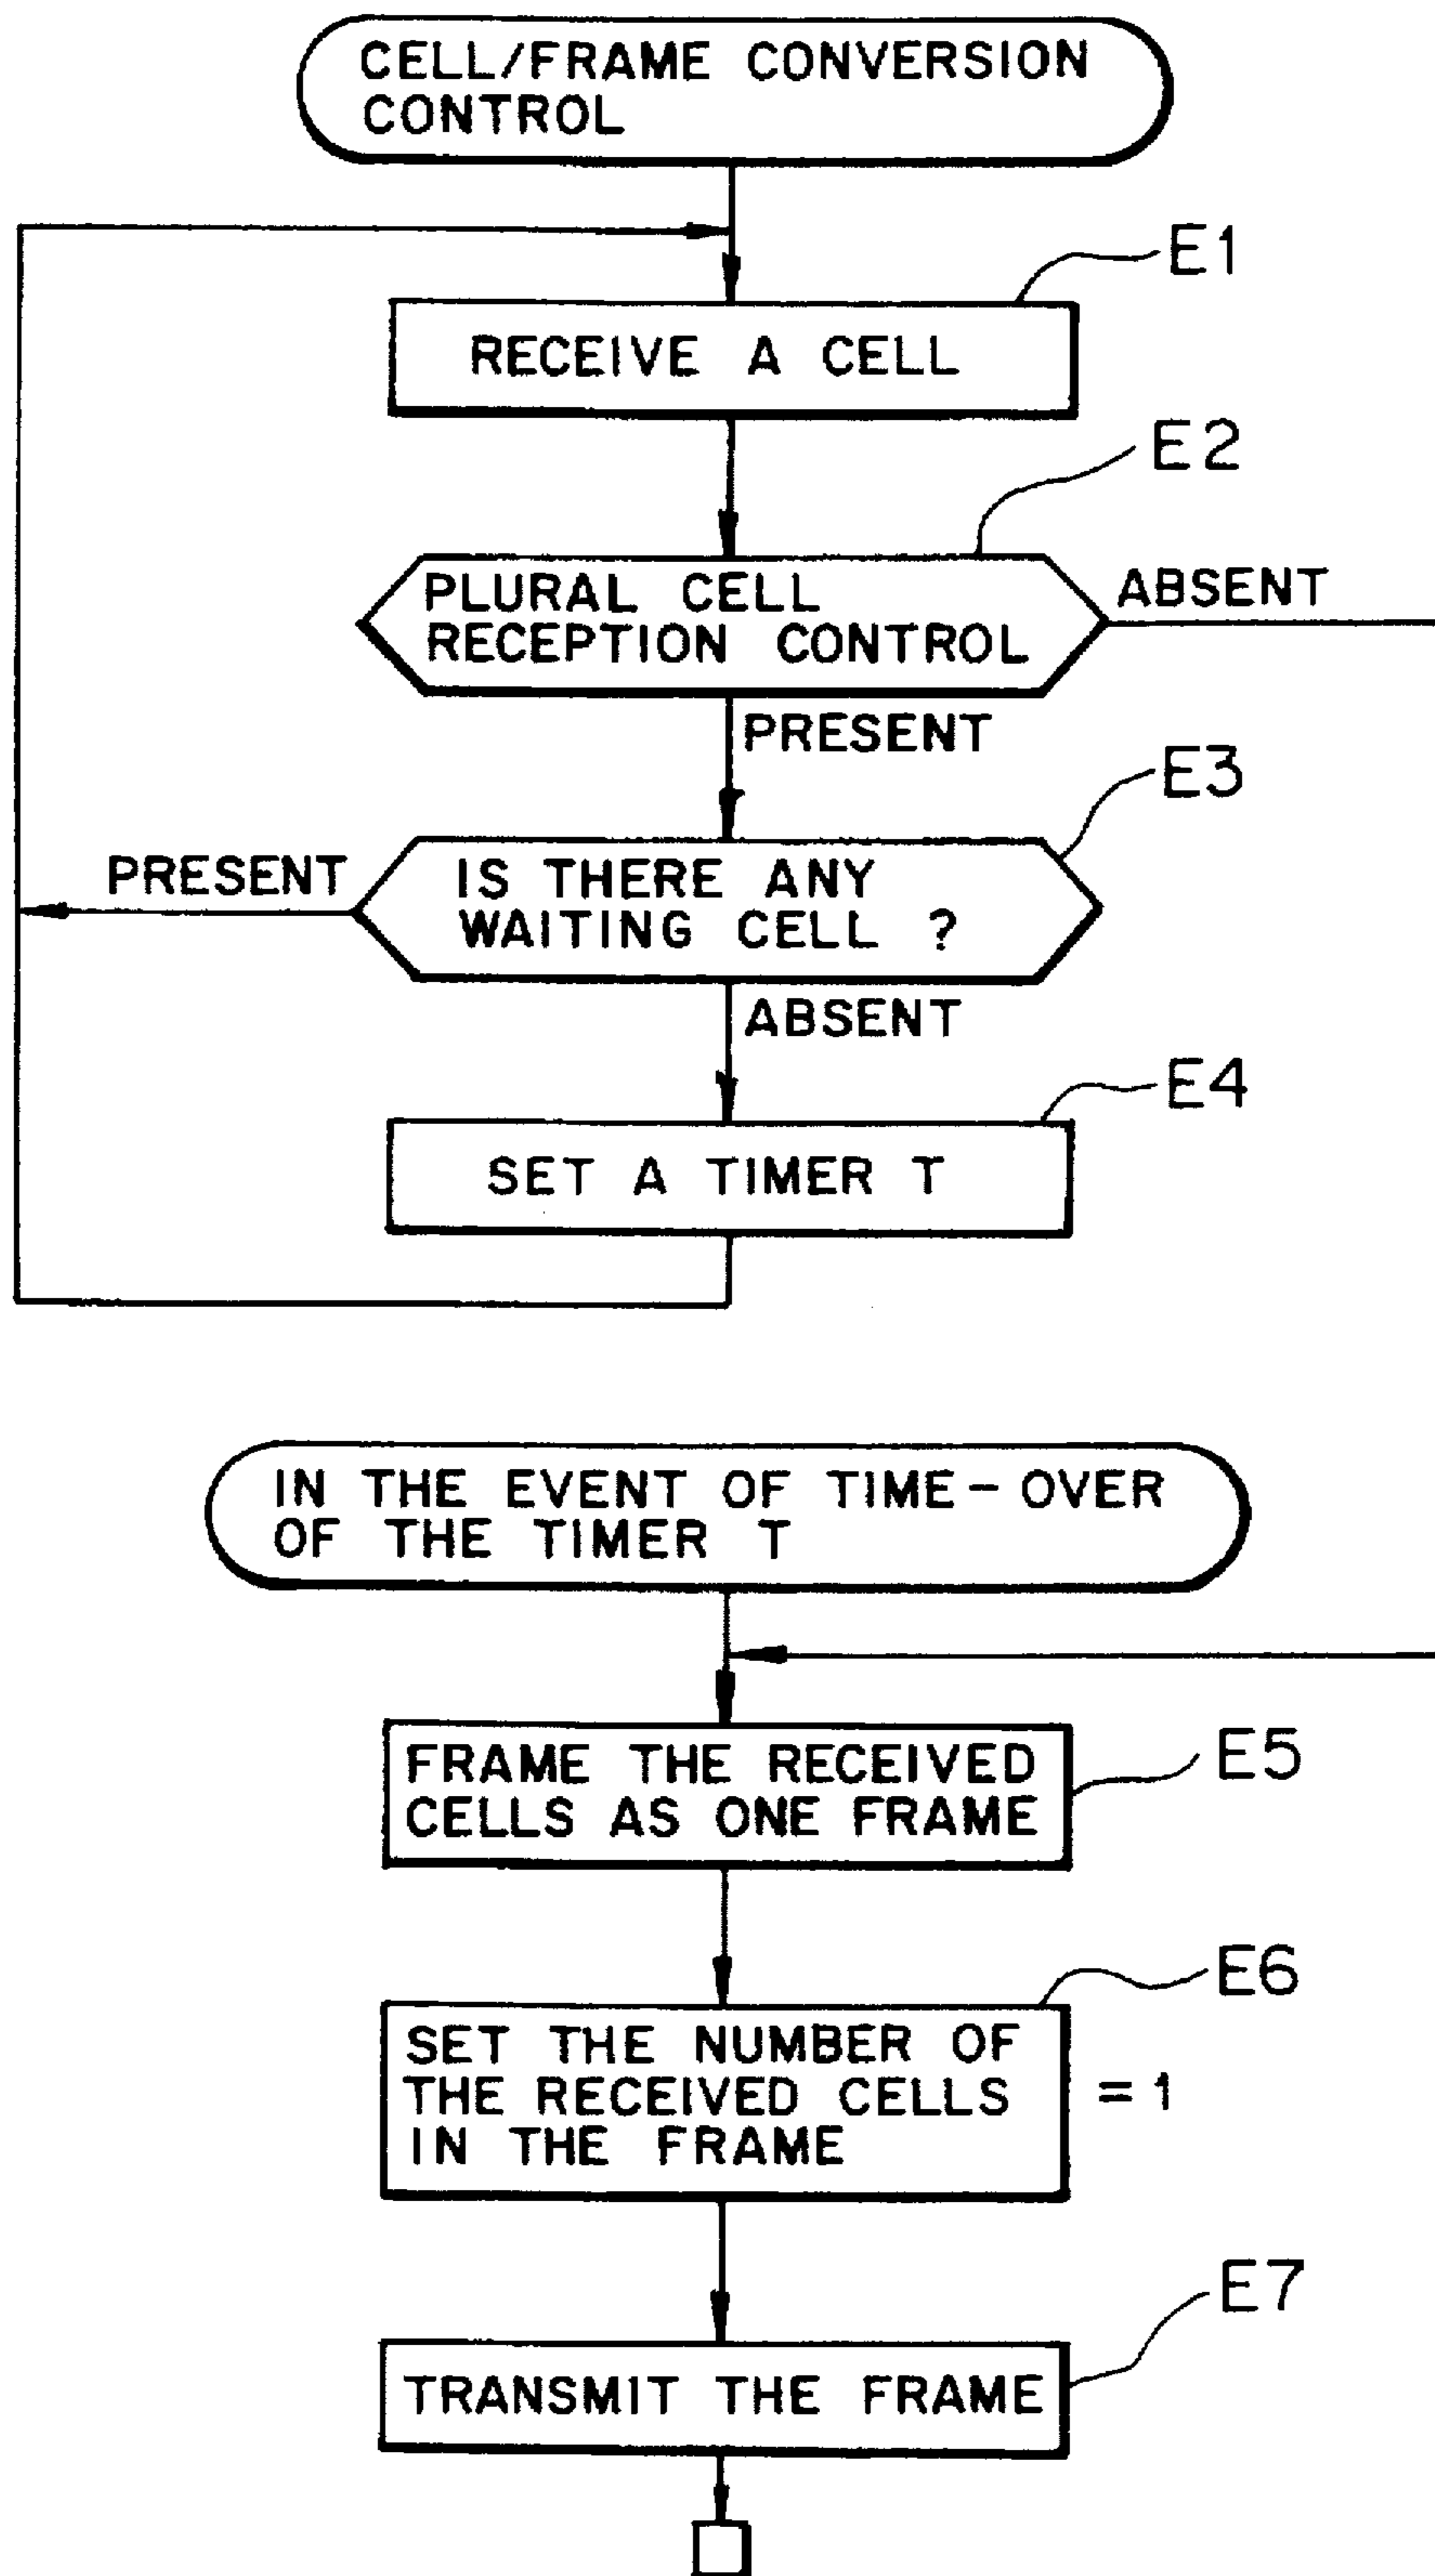 CELL/FRAME CONVERSION
CONTROL
E1
RECEIVE A CELL
E2
PLURAL CELL
RECEPTION CONTROL
ABSENT
PRESENT
E3
PRESENT
IS THERE ANY
WAITING CELL ?
ABSENT
E4
SET A TIMER T
IN THE EVENT OF TIME-OVER
OF THE TIMER T
FRAME THE RECEIVED
CELLS AS ONE FRAME
E5
E6
SET THE NUMBER OF
THE RECEIVED CELLS
IN THE FRAME
= 1
E7
TRANSMIT THE FRAME